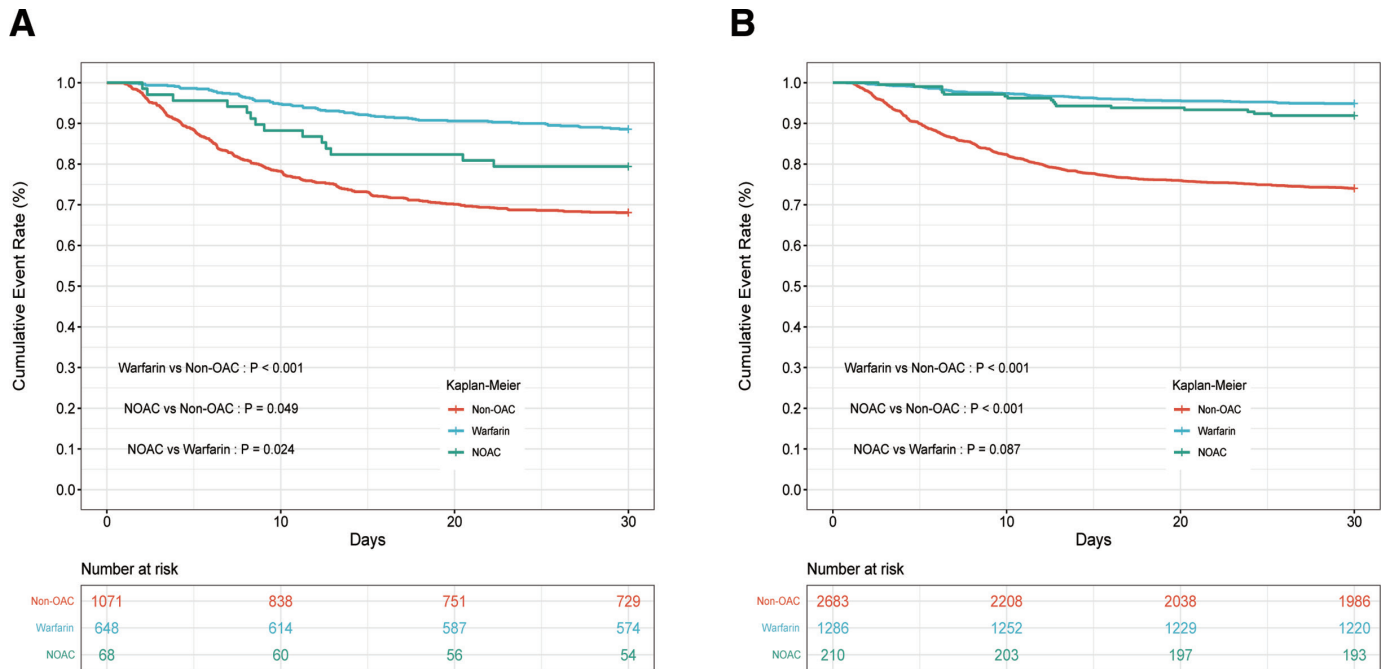 A
Cumulative Event Rate (%)
1.0
0.9
0.8
0.7
0.6
0.5
0.4
0.3
0.2
0.1
0.0
Warfarin vs Non-OAC : P < 0.001
NOAC vs Non-OAC : P = 0.049
NOAC vs Warfarin : P = 0.024
Kaplan-Meier
Non-OAC
Warfarin
NOAC
0 10 20 30
Days
Number at risk
Non-OAC 1071 838 751 729
Warfarin 648 614 587 574
NOAC 68 60 56 54
B
Cumulative Event Rate (%)
1.0
0.9
0.8
0.7
0.6
0.5
0.4
0.3
0.2
0.1
0.0
Warfarin vs Non-OAC : P < 0.001
NOAC vs Non-OAC : P < 0.001
NOAC vs Warfarin : P = 0.087
Kaplan-Meier
Non-OAC
Warfarin
NOAC
0 10 20 30
Days
Number at risk
Non-OAC 2683 2208 2038 1986
Warfarin 1286 1252 1229 1220
NOAC 210 203 197 193